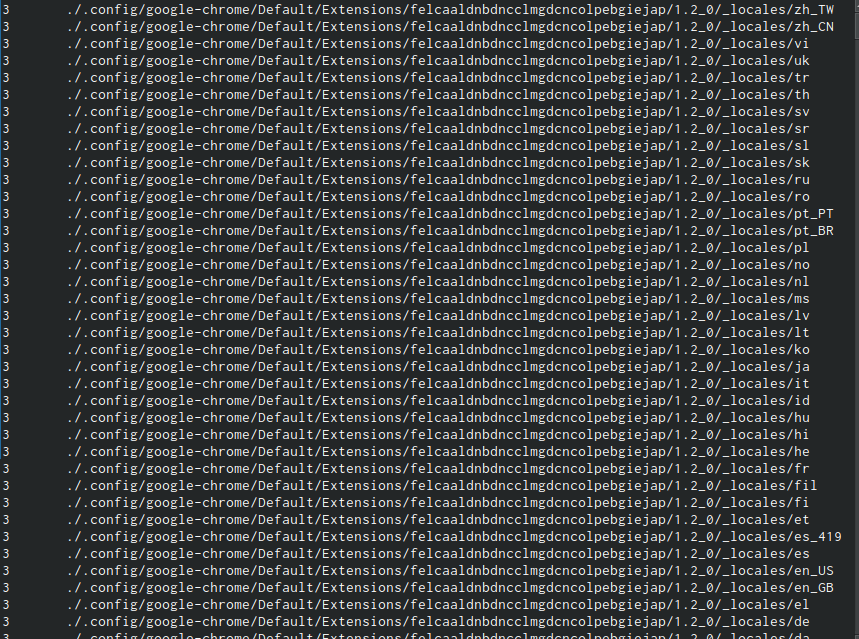 3 ./.config/google-chrome/Default/Extensions/felcaaldnbdncclmgdcncolpebgiejap/1.2_0/_locales/zh_TW
3 ./.config/google-chrome/Default/Extensions/felcaaldnbdncclmgdcncolpebgiejap/1.2_0/_locales/zh_CN
3 ./.config/google-chrome/Default/Extensions/felcaaldnbdncclmgdcncolpebgiejap/1.2_0/_locales/vi
3 ./.config/google-chrome/Default/Extensions/felcaaldnbdncclmgdcncolpebgiejap/1.2_0/_locales/uk
3 ./.config/google-chrome/Default/Extensions/felcaaldnbdncclmgdcncolpebgiejap/1.2_0/_locales/tr
3 ./.config/google-chrome/Default/Extensions/felcaaldnbdncclmgdcncolpebgiejap/1.2_0/_locales/th
3 ./.config/google-chrome/Default/Extensions/felcaaldnbdncclmgdcncolpebgiejap/1.2_0/_locales/sv
3 ./.config/google-chrome/Default/Extensions/felcaaldnbdncclmgdcncolpebgiejap/1.2_0/_locales/sr
3 ./.config/google-chrome/Default/Extensions/felcaaldnbdncclmgdcncolpebgiejap/1.2_0/_locales/sl
3 ./.config/google-chrome/Default/Extensions/felcaaldnbdncclmgdcncolpebgiejap/1.2_0/_locales/sk
3 ./.config/google-chrome/Default/Extensions/felcaaldnbdncclmgdcncolpebgiejap/1.2_0/_locales/ru
3 ./.config/google-chrome/Default/Extensions/felcaaldnbdncclmgdcncolpebgiejap/1.2_0/_locales/ro
3 ./.config/google-chrome/Default/Extensions/felcaaldnbdncclmgdcncolpebgiejap/1.2_0/_locales/pt_PT
3 ./.config/google-chrome/Default/Extensions/felcaaldnbdncclmgdcncolpebgiejap/1.2_0/_locales/pt_BR
3 ./.config/google-chrome/Default/Extensions/felcaaldnbdncclmgdcncolpebgiejap/1.2_0/_locales/pl
3 ./.config/google-chrome/Default/Extensions/felcaaldnbdncclmgdcncolpebgiejap/1.2_0/_locales/no
3 ./.config/google-chrome/Default/Extensions/felcaaldnbdncclmgdcncolpebgiejap/1.2_0/_locales/nl
3 ./.config/google-chrome/Default/Extensions/felcaaldnbdncclmgdcncolpebgiejap/1.2_0/_locales/ms
3 ./.config/google-chrome/Default/Extensions/felcaaldnbdncclmgdcncolpebgiejap/1.2_0/_locales/lv
3 ./.config/google-chrome/Default/Extensions/felcaaldnbdncclmgdcncolpebgiejap/1.2_0/_locales/lt
3 ./.config/google-chrome/Default/Extensions/felcaaldnbdncclmgdcncolpebgiejap/1.2_0/_locales/ko
3 ./.config/google-chrome/Default/Extensions/felcaaldnbdncclmgdcncolpebgiejap/1.2_0/_locales/ja
3 ./.config/google-chrome/Default/Extensions/felcaaldnbdncclmgdcncolpebgiejap/1.2_0/_locales/it
3 ./.config/google-chrome/Default/Extensions/felcaaldnbdncclmgdcncolpebgiejap/1.2_0/_locales/id
3 ./.config/google-chrome/Default/Extensions/felcaaldnbdncclmgdcncolpebgiejap/1.2_0/_locales/hu
3 ./.config/google-chrome/Default/Extensions/felcaaldnbdncclmgdcncolpebgiejap/1.2_0/_locales/hi
3 ./.config/google-chrome/Default/Extensions/felcaaldnbdncclmgdcncolpebgiejap/1.2_0/_locales/he
3 ./.config/google-chrome/Default/Extensions/felcaaldnbdncclmgdcncolpebgiejap/1.2_0/_locales/fr
3 ./.config/google-chrome/Default/Extensions/felcaaldnbdncclmgdcncolpebgiejap/1.2_0/_locales/fil
3 ./.config/google-chrome/Default/Extensions/felcaaldnbdncclmgdcncolpebgiejap/1.2_0/_locales/fi
3 ./.config/google-chrome/Default/Extensions/felcaaldnbdncclmgdcncolpebgiejap/1.2_0/_locales/et
3 ./.config/google-chrome/Default/Extensions/felcaaldnbdncclmgdcncolpebgiejap/1.2_0/_locales/es_419
3 ./.config/google-chrome/Default/Extensions/felcaaldnbdncclmgdcncolpebgiejap/1.2_0/_locales/es
3 ./.config/google-chrome/Default/Extensions/felcaaldnbdncclmgdcncolpebgiejap/1.2_0/_locales/en_US
3 ./.config/google-chrome/Default/Extensions/felcaaldnbdncclmgdcncolpebgiejap/1.2_0/_locales/en_GB
3 ./.config/google-chrome/Default/Extensions/felcaaldnbdncclmgdcncolpebgiejap/1.2_0/_locales/el
3 ./.config/google-chrome/Default/Extensions/felcaaldnbdncclmgdcncolpebgiejap/1.2_0/_locales/de